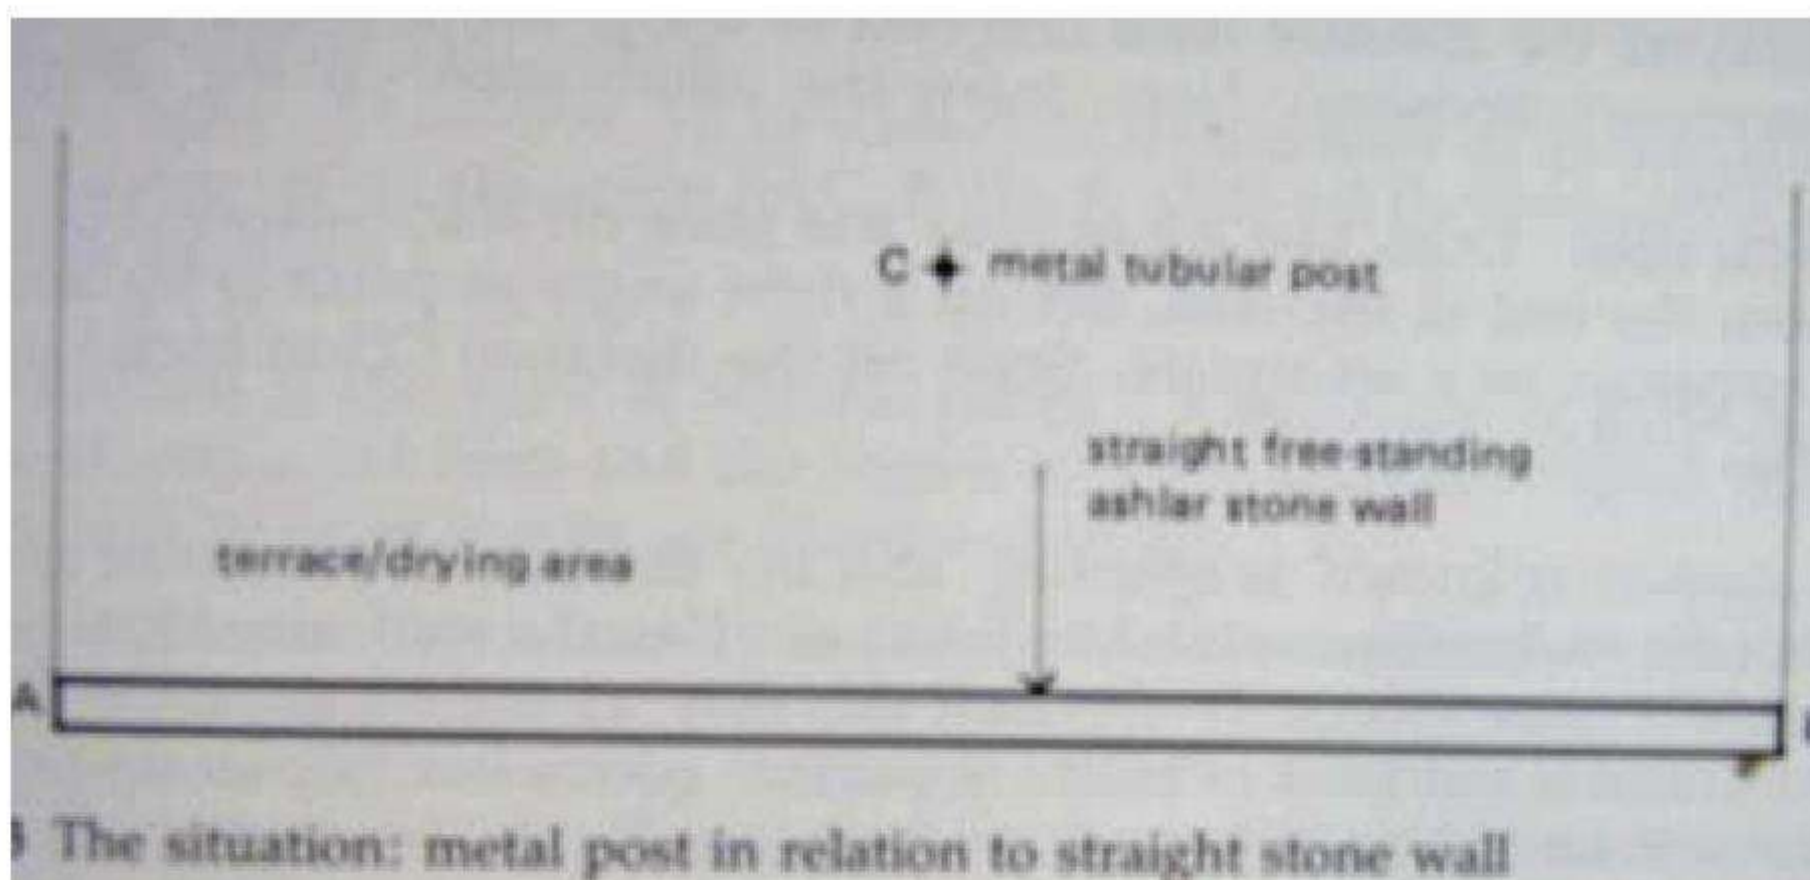 C metal tubular post
straight free-standing
ashlar stone wall
terrace/drying area
A
The situation: metal post in relation to straight stone wall